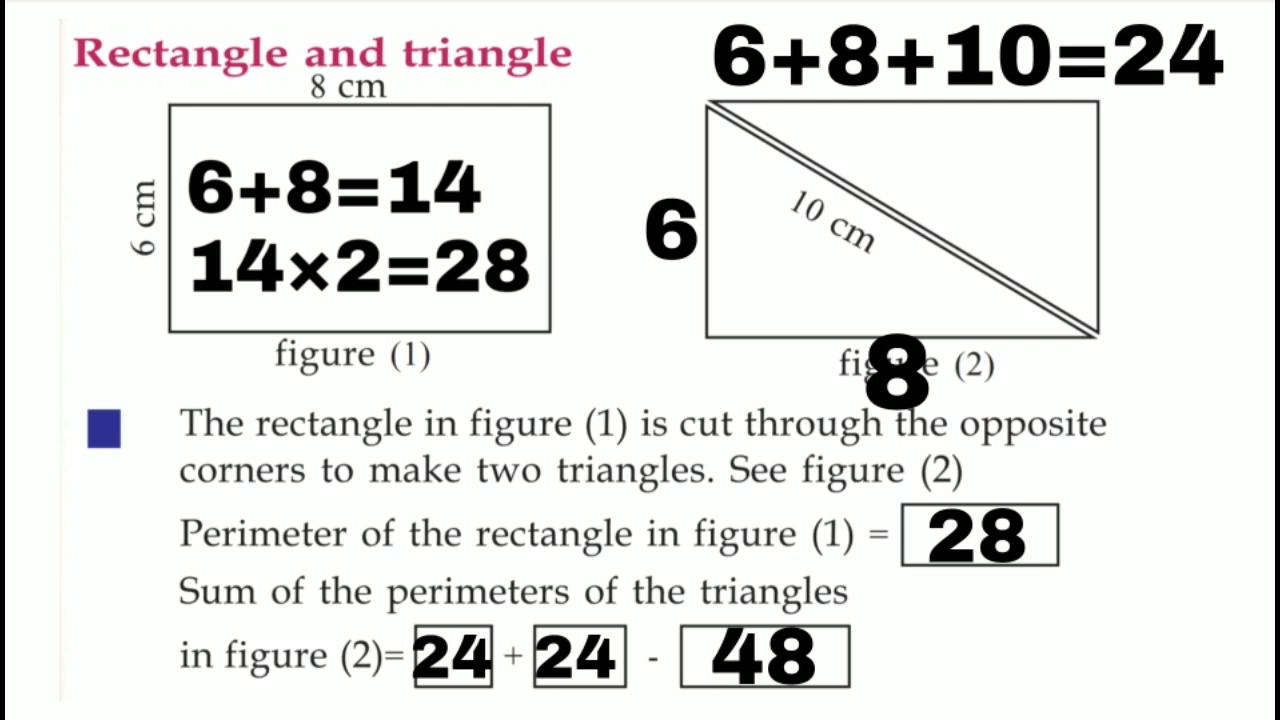 Rectangle and triangle
8 cm
6 cm
6+8=14
14×2=28
figure (1)
6+8+10=24
6
10 cm
8
figure (2)
The rectangle in figure (1) is cut through the opposite
corners to make two triangles. See figure (2)
Perimeter of the rectangle in figure (1) = 28
Sum of the perimeters of the triangles
in figure (2)= 24 + 24 - 48